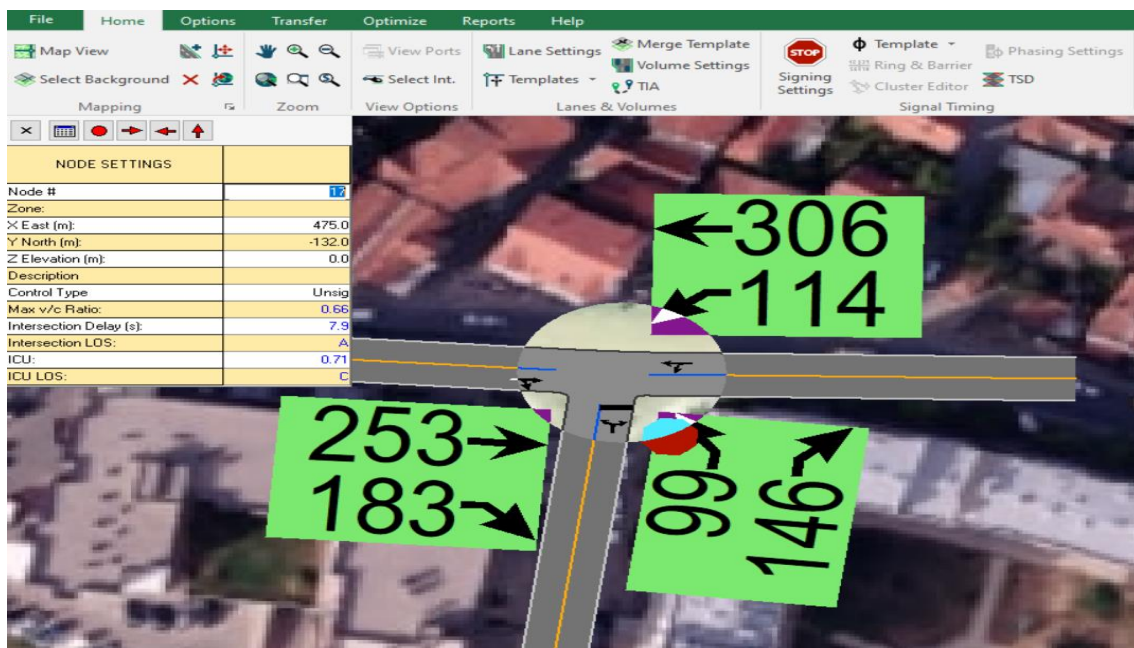 File Home Options Transfer Optimize Reports Help
Map View
Select Background
Mapping
Zoom
View Ports
Select Int.
View Options
Lane Settings
Templates
Merge Template
Volume Settings
TIA
Lanes & Volumes
STOP
Signing
Settings
Φ Template
Ring & Barrier
Cluster Editor
Phasing Settings
TSD
Signal Timing
NODE SETTINGS
Node # 17
Zone:
X East (m): 475.0
Y North (m): -132.0
Z Elevation (m): 0.0
Description
Control Type Unsig
Max v/c Ratio: 0.66
Intersection Delay (s): 7.9
Intersection LOS: A
ICU: 0.71
ICU LOS: C
306
114
253
183
99
146